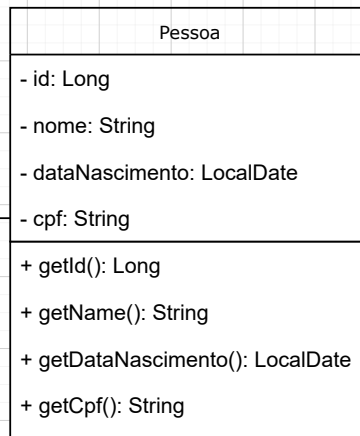 Pessoa
- id: Long
- nome: String
- dataNascimento: LocalDate
- cpf: String
+ getId(): Long
+ getName(): String
+ getDataNascimento(): LocalDate
+ getCpf(): String